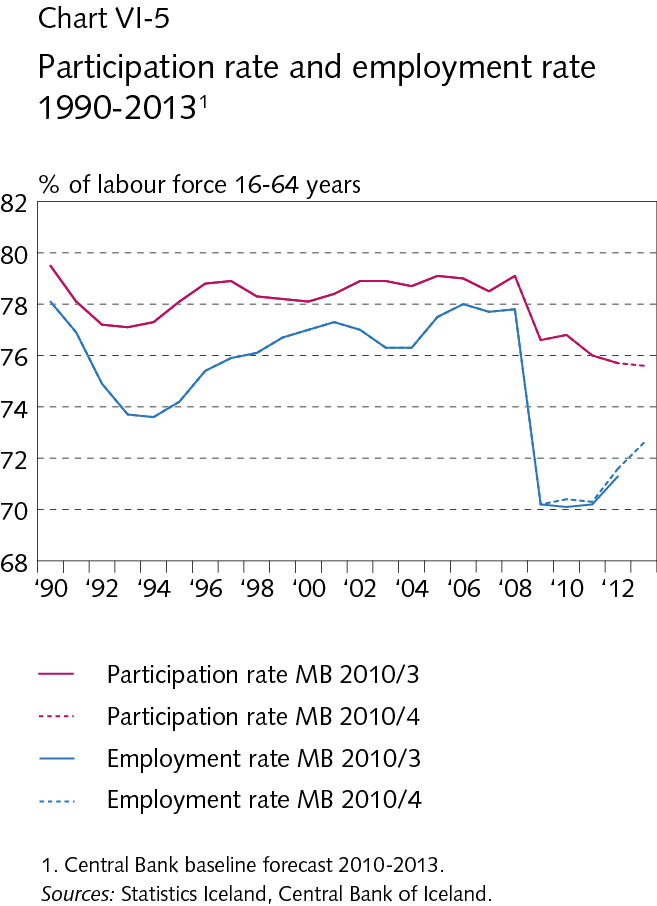 Chart VI-5
Participation rate and employment rate
1990-2013¹
% of labour force 16-64 years
82
80
78
76
74
72
70
68
‘90 ‘92 ‘94 ‘96 ‘98 ‘00 ‘02 ‘04 ‘06 ‘08 ‘10 ‘12
Participation rate MB 2010/3
Participation rate MB 2010/4
Employment rate MB 2010/3
Employment rate MB 2010/4
1. Central Bank baseline forecast 2010-2013.
Sources: Statistics Iceland, Central Bank of Iceland.